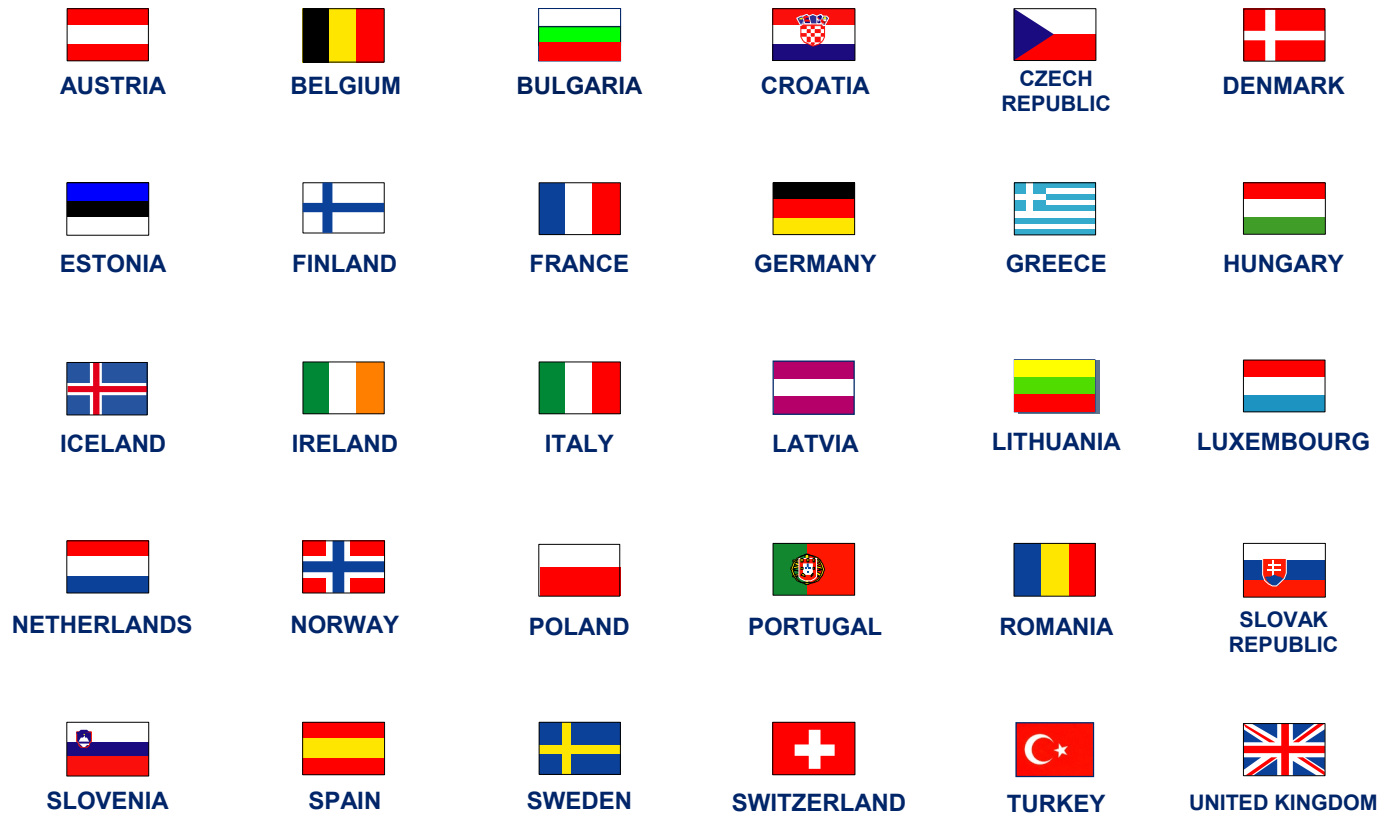 AUSTRIA
BELGIUM
BULGARIA
CROATIA
CZECH
REPUBLIC
DENMARK
ESTONIA
FINLAND
FRANCE
GERMANY
GREECE
HUNGARY
ICELAND
IRELAND
ITALY
LATVIA
LITHUANIA
LUXEMBOURG
NETHERLANDS
NORWAY
POLAND
PORTUGAL
ROMANIA
SLOVAK
REPUBLIC
SLOVENIA
SPAIN
SWEDEN
SWITZERLAND
TURKEY
UNITED KINGDOM